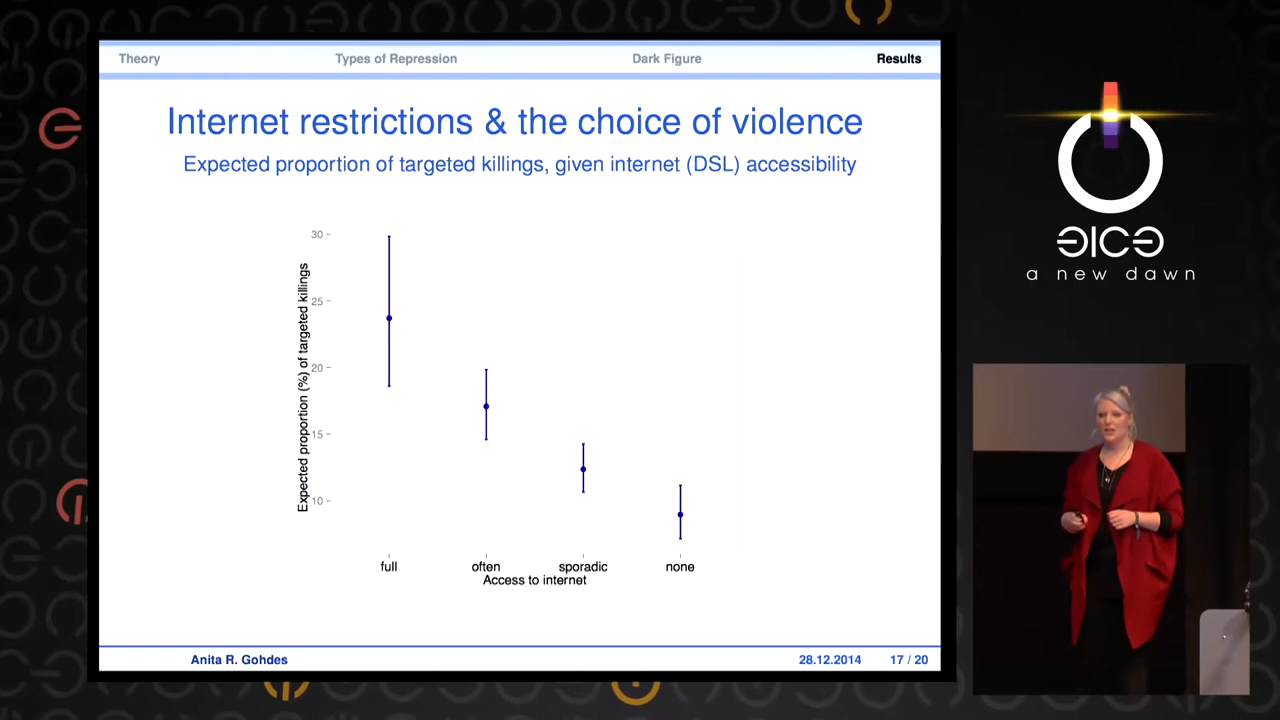 Theory Types of Repression Dark Figure Results
Internet restrictions & the choice of violence
Expected proportion of targeted killings, given internet (DSL) accessibility
Expected proportion (%) of targeted killings
30
25
20
15
10
full often sporadic none
Access to internet
Anita R. Gohdes 28.12.2014 17 / 20
a new dawn